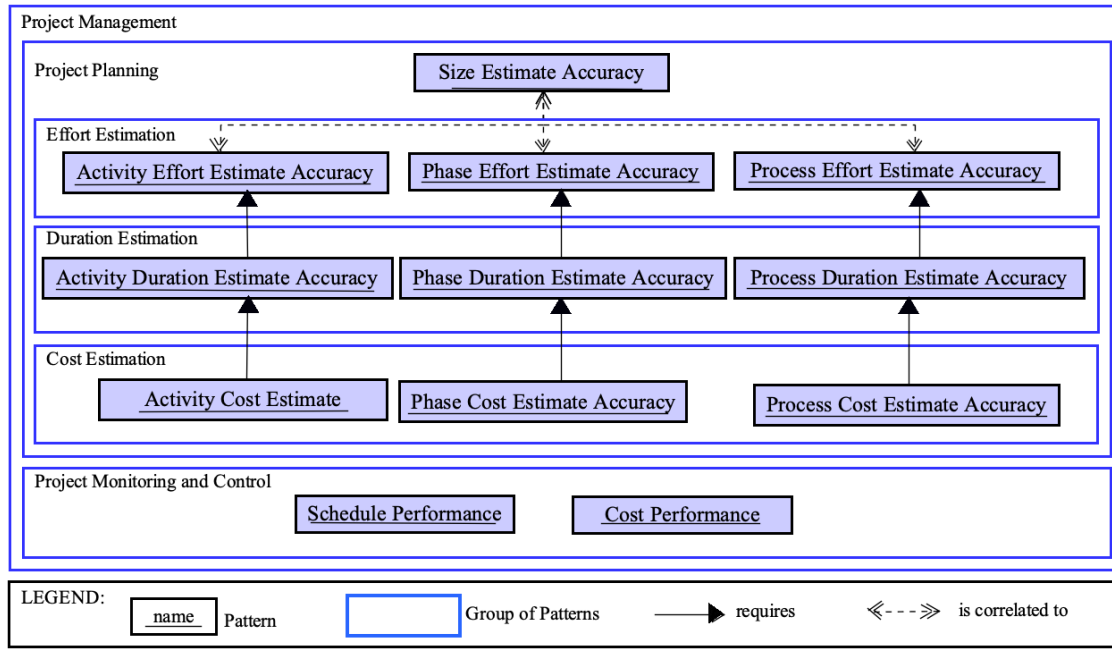 Project Management
Project Planning
Size Estimate Accuracy
Effort Estimation
Activity Effort Estimate Accuracy
Phase Effort Estimate Accuracy
Process Effort Estimate Accuracy
Duration Estimation
Activity Duration Estimate Accuracy
Phase Duration Estimate Accuracy
Process Duration Estimate Accuracy
Cost Estimation
Activity Cost Estimate
Phase Cost Estimate Accuracy
Process Cost Estimate Accuracy
Project Monitoring and Control
Schedule Performance
Cost Performance
LEGEND:
name
Pattern
Group of Patterns
requires
is correlated to